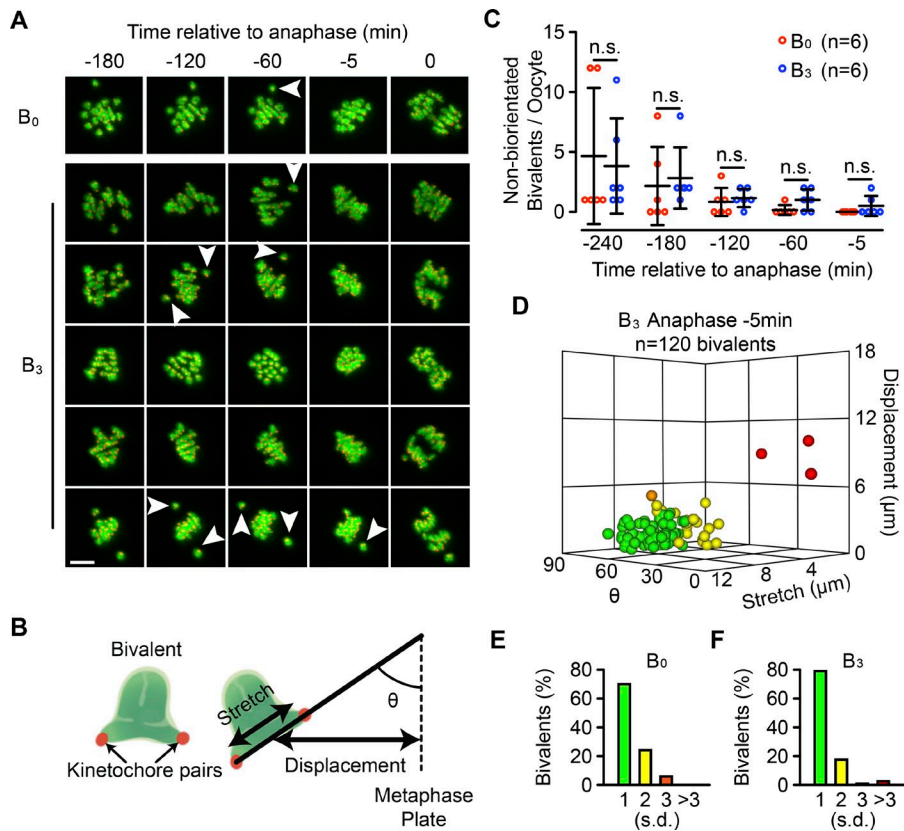 A
Time relative to anaphase (min)
-180 -120 -60 -5 0
B₀
B₃
B
Bivalent
Kinetochore pairs
Stretch
θ
Displacement
Metaphase
Plate
C
Non-biorientated
Bivalents / Oocyte
15
10
5
0
n.s. n.s. n.s. n.s. n.s.
B₀ (n=6)
B₃ (n=6)
-240 -180 -120 -60 -5
Time relative to anaphase (min)
D
B₃ Anaphase -5min
n=120 bivalents
18
12
6
0
Displacement (μm)
90 60 30 0
θ
12 8 4
Stretch (μm)
E
B₀
Bivalents (%)
80
60
40
20
0
1 2 3 >3
(s.d.)
F
B₃
Bivalents (%)
80
60
40
20
0
1 2 3 >3
(s.d.)